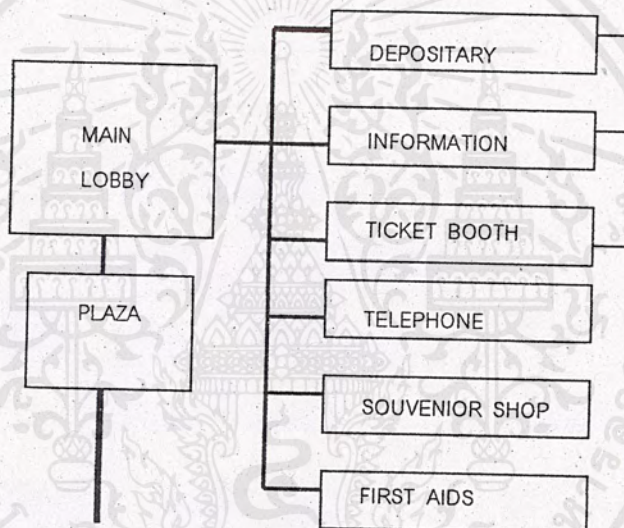 DEPOSITARY
MAIN
LOBBY
INFORMATION
TICKET BOOTH
PLAZA
TELEPHONE
SOUVENIOR SHOP
FIRST AIDS